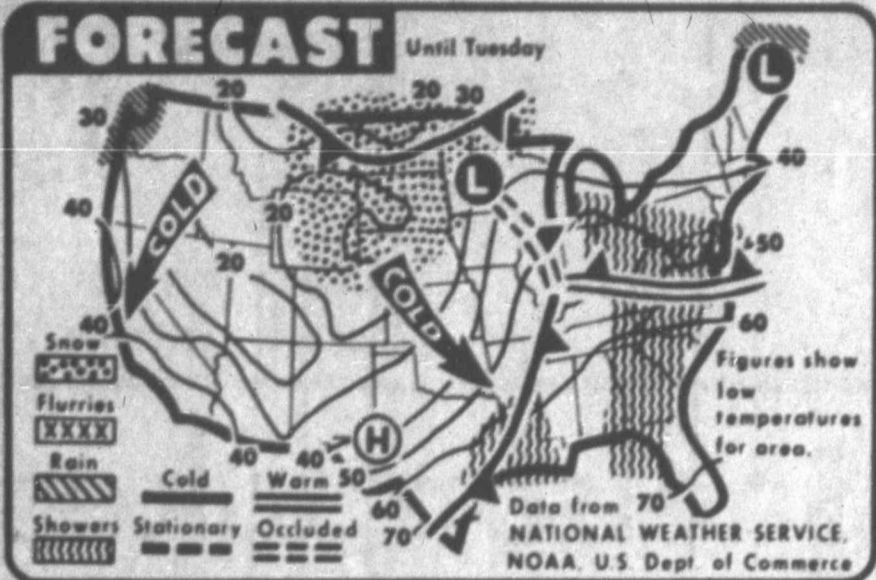 FORECAST
Until Tuesday
L
20
20 30
30
40
L
40
COLD
20
+50
20
COLD
40
60
Snow
Figures show
low
temperatures
for area.
Flurries
XXXX
Rain
H
40
40
50
Cold
Warm
60
70
Data from
70
Showers
Stationary
Occluded
70
NATIONAL WEATHER SERVICE,
NOAA, U.S. Dept. of Commerce